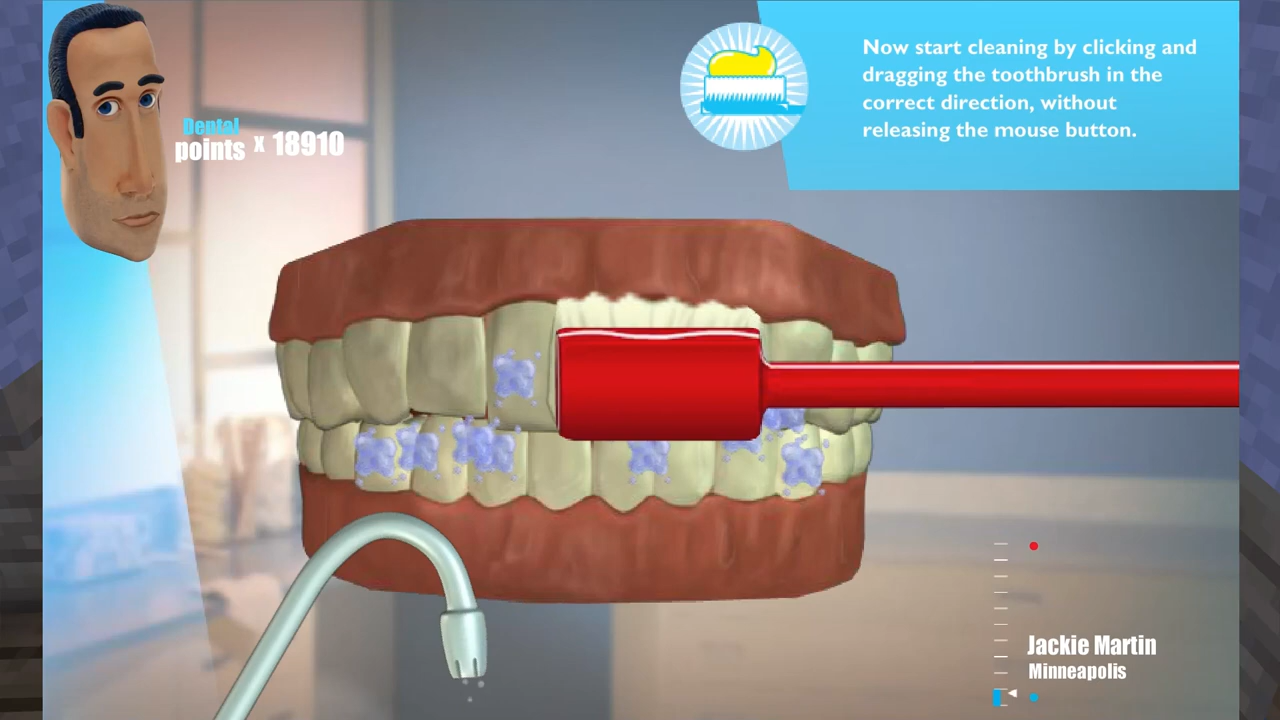 Now start cleaning by clicking and
dragging the toothbrush in the
correct direction, without
releasing the mouse button.
Dental
points x 18910
Jackie Martin
Minneapolis